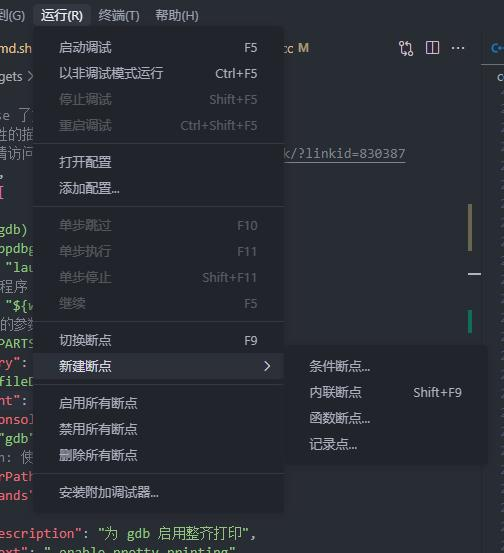 到(G) 运行(R) 终端(T) 帮助(H)
md.sh
co M
gets
启动调试 F5
以非调试模式运行 Ctrl+F5
停止调试 Shift+F5
重启调试 Ctrl+Shift+F5
打开配置
添加配置...
单步跳过 F10
单步执行 F11
单步停止 Shift+F11
继续 F5
切换断点 F9
新建断点
启用所有断点
禁用所有断点
删除所有断点
安装附加调试器...
条件断点...
内联断点 Shift+F9
函数断点...
记录点...
se 了
性的描
请访问
k/?linkid=830387
gdb)
ppdbg
"lau
程序
"${w
的参数
PARTS
ry":
fileD
nt":
onsol
"gdb"
n: 使
rPath
ands"
escription": "为 gdb 启用整齐打印",
ext": "-enable-pretty-printing"